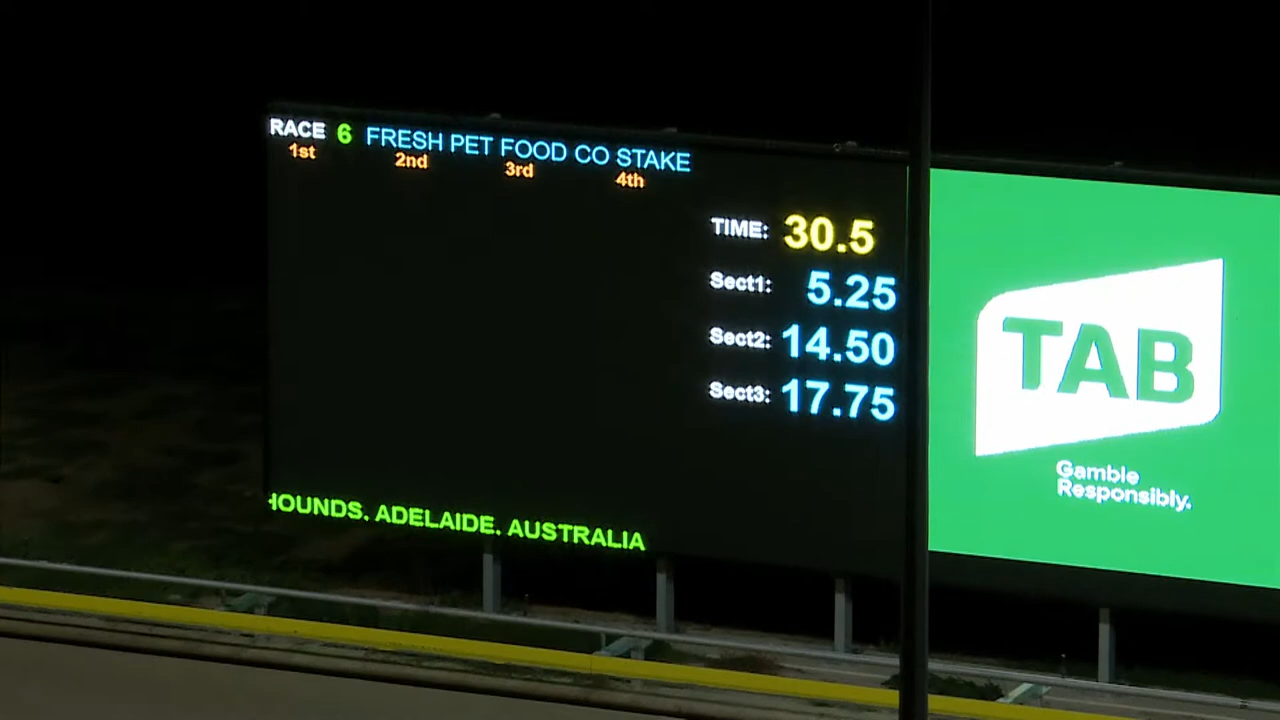 RACE 6 FRESH PET FOOD CO STAKE
1st 2nd 3rd 4th
TIME: 30.5
Sect1: 5.25
Sect2: 14.50
Sect3: 17.75
HOUNDS. ADELAIDE. AUSTRALIA
TAB
Gamble
Responsibly.